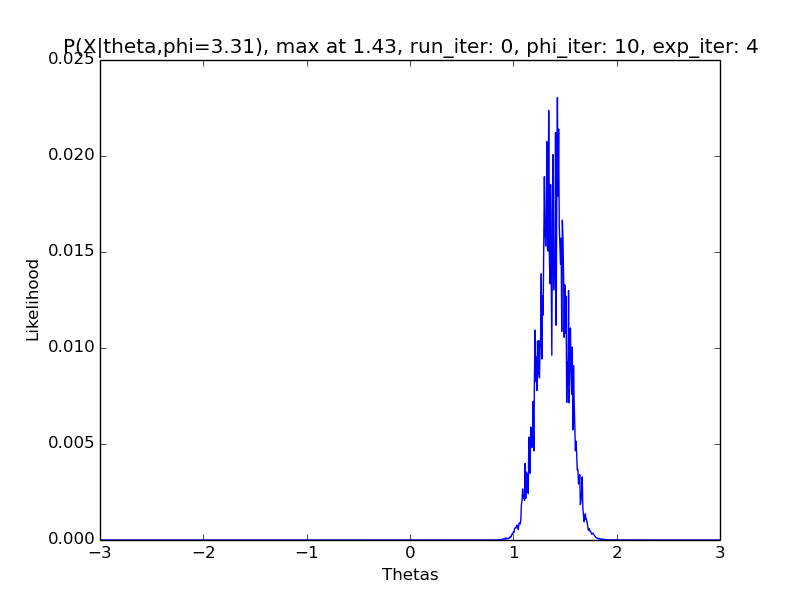 P(X|theta,phi=3.31), max at 1.43, run_iter: 0, phi_iter: 10, exp_iter: 4
0.025
0.020
0.015
0.010
0.005
0.000
Likelihood
−3 −2 −1 0 1 2 3
Thetas